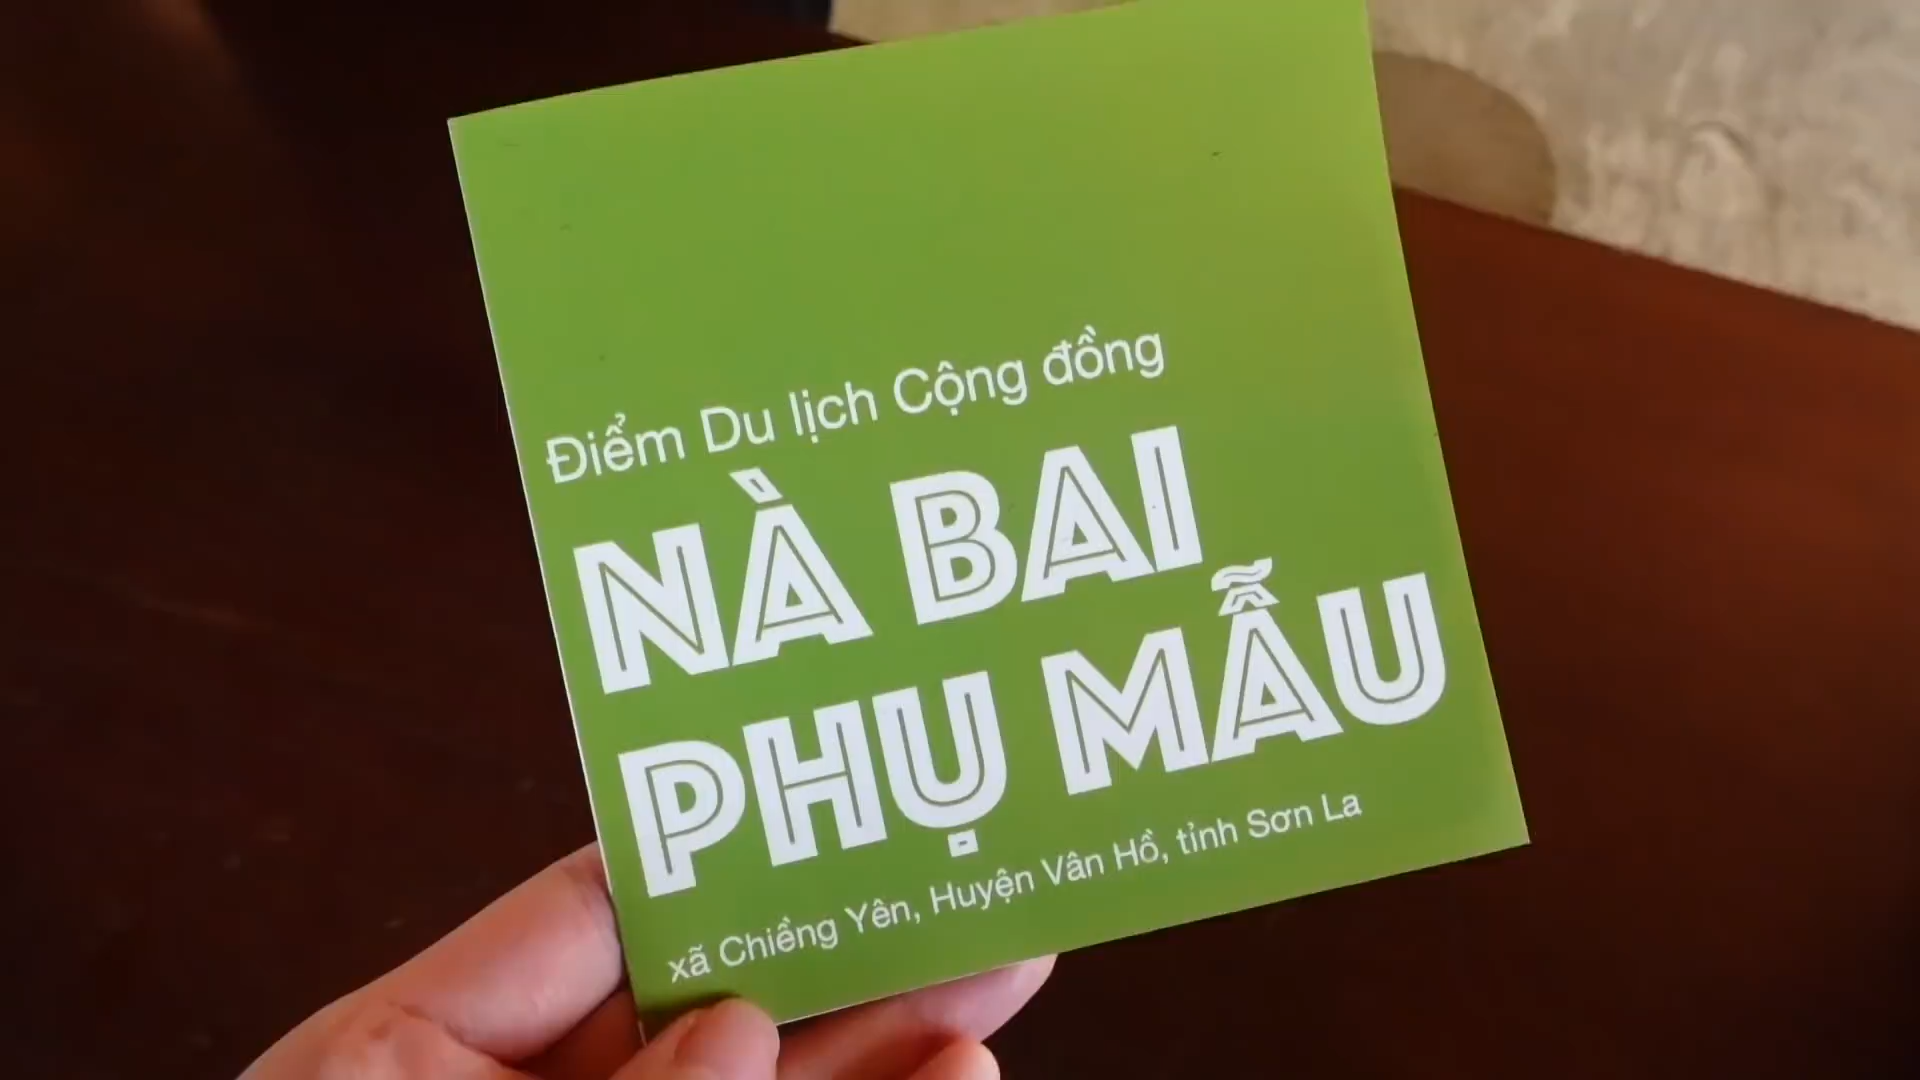 Điểm Du lịch Cộng đồng
NÀ BAI
PHỤ MẪU
xã Chiềng Yên, Huyện Vân Hồ, tỉnh Sơn La